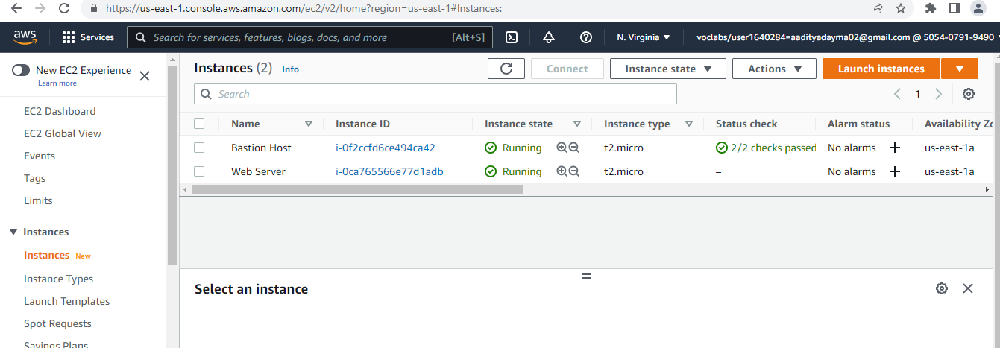 https://us-east-1.console.aws.amazon.com/ec2/v2/home?region=us-east-1#Instances:
aws Services Search for services, features, blogs, docs, and more [Alt+S] N. Virginia voclabs/user1640284=aadityadayma02@gmail.com @ 5054-0791-9490
New EC2 Experience
Learn more
EC2 Dashboard
EC2 Global View
Events
Tags
Limits
Instances
Instances New
Instance Types
Launch Templates
Spot Requests
Savings Plans
Instances (2) Info Connect Instance state Actions Launch instances
Search 1
Name Instance ID Instance state Instance type Status check Alarm status Availability Zo
Bastion Host i-0f2ccfd6ce494ca42 Running t2.micro 2/2 checks passed No alarms + us-east-1a
Web Server i-0ca765566e77d1adb Running t2.micro – No alarms + us-east-1a
Select an instance